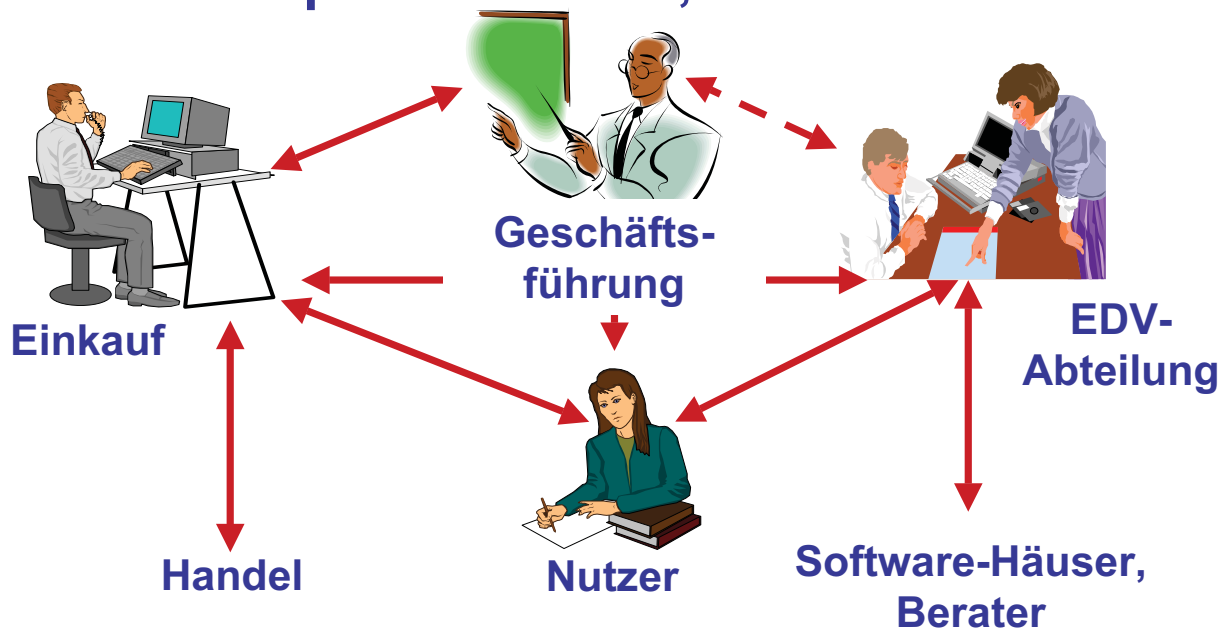 Geschäfts-
führung
Einkauf
EDV-
Abteilung
Handel
Nutzer
Software-Häuser,
Berater